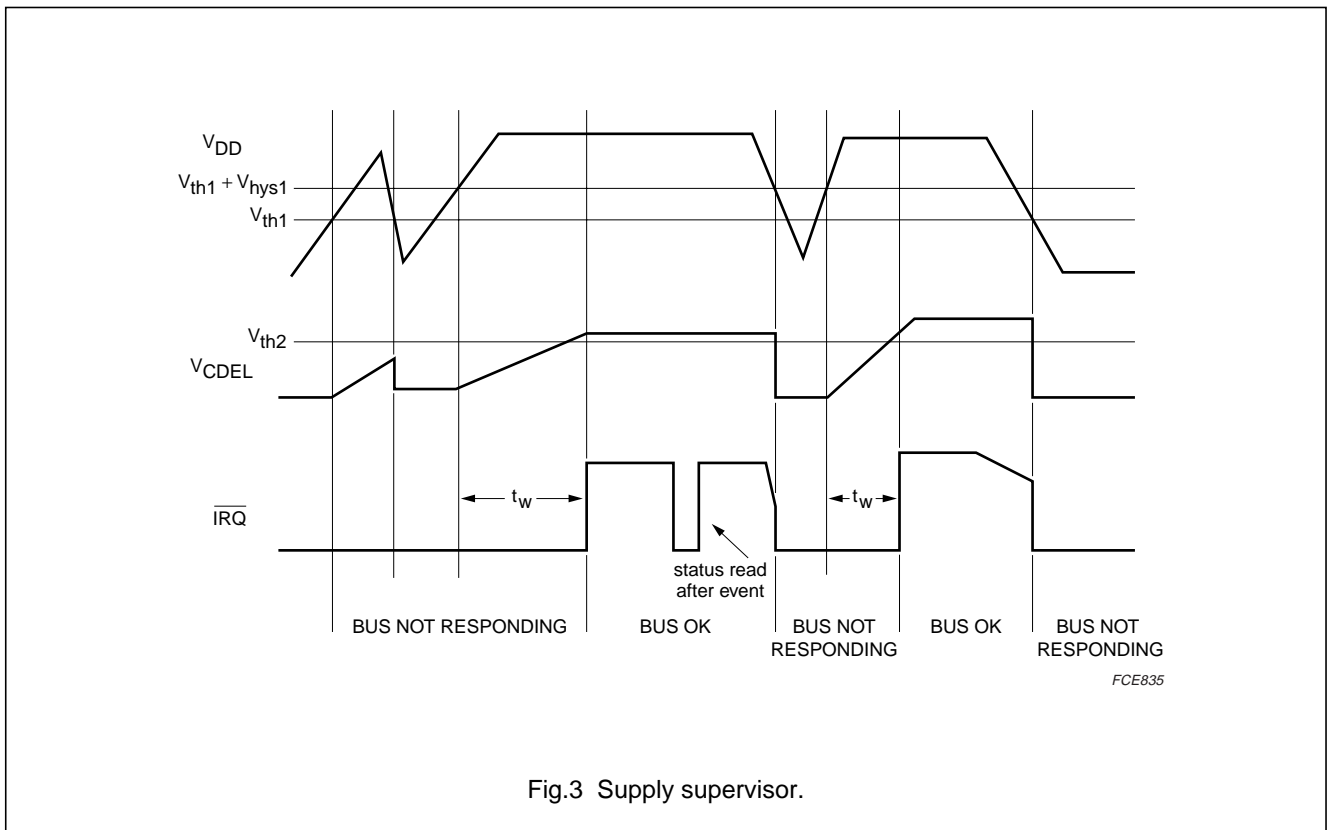 VDD
Vth1 + Vhys1
Vth1
Vth2
VCDEL
tW
tW
IRQ
status read
after event
BUS NOT RESPONDING
BUS OK
BUS NOT
RESPONDING
BUS OK
BUS NOT
RESPONDING
FCE835
Fig.3 Supply supervisor.